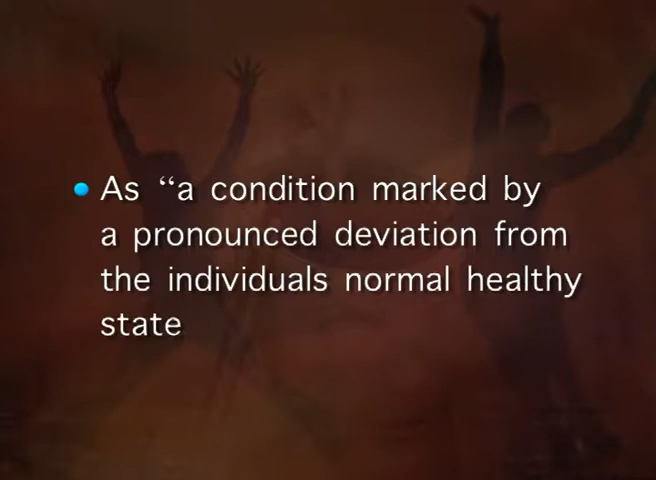 As “a condition marked by
a pronounced deviation from
the individuals normal healthy
state